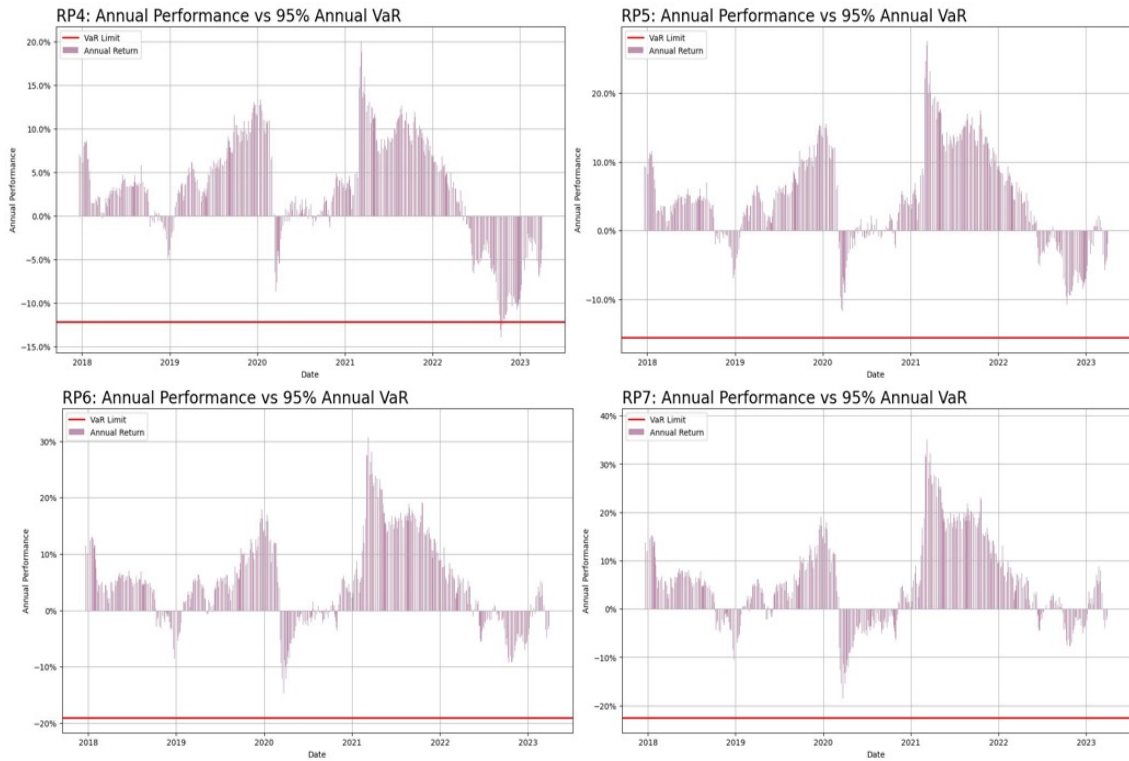 RP4: Annual Performance vs 95% Annual VaR
VaR Limit
Annual Return
20.0%
15.0%
10.0%
5.0%
0.0%
−5.0%
−10.0%
−15.0%
Annual Performance
2018 2019 2020 2021 2022 2023
Date
RP5: Annual Performance vs 95% Annual VaR
VaR Limit
Annual Return
20.0%
10.0%
0.0%
−10.0%
Annual Performance
2018 2019 2020 2021 2022 2023
Date
RP6: Annual Performance vs 95% Annual VaR
VaR Limit
Annual Return
30%
20%
10%
0%
−10%
−20%
Annual Performance
2018 2019 2020 2021 2022 2023
Date
RP7: Annual Performance vs 95% Annual VaR
VaR Limit
Annual Return
40%
30%
20%
10%
0%
−10%
−20%
Annual Performance
2018 2019 2020 2021 2022 2023
Date